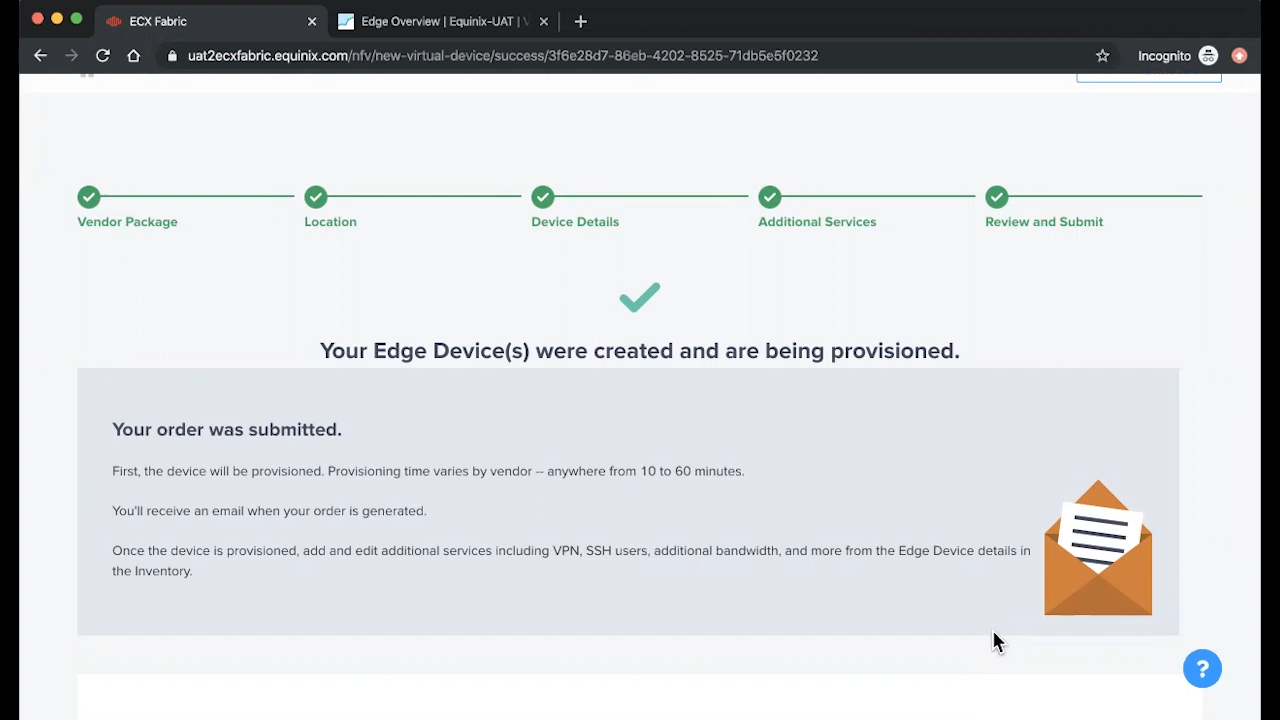 ECX Fabric
Edge Overview | Equinix-UAT | V
uat2ecxfabric.equinix.com/nfv/new-virtual-device/success/3f6e28d7-86eb-4202-8525-71db5e5f0232
Incognito
Vendor Package
Location
Device Details
Additional Services
Review and Submit
Your Edge Device(s) were created and are being provisioned.
Your order was submitted.
First, the device will be provisioned. Provisioning time varies by vendor -- anywhere from 10 to 60 minutes.
You'll receive an email when your order is generated.
Once the device is provisioned, add and edit additional services including VPN, SSH users, additional bandwidth, and more from the Edge Device details in
the Inventory.
?